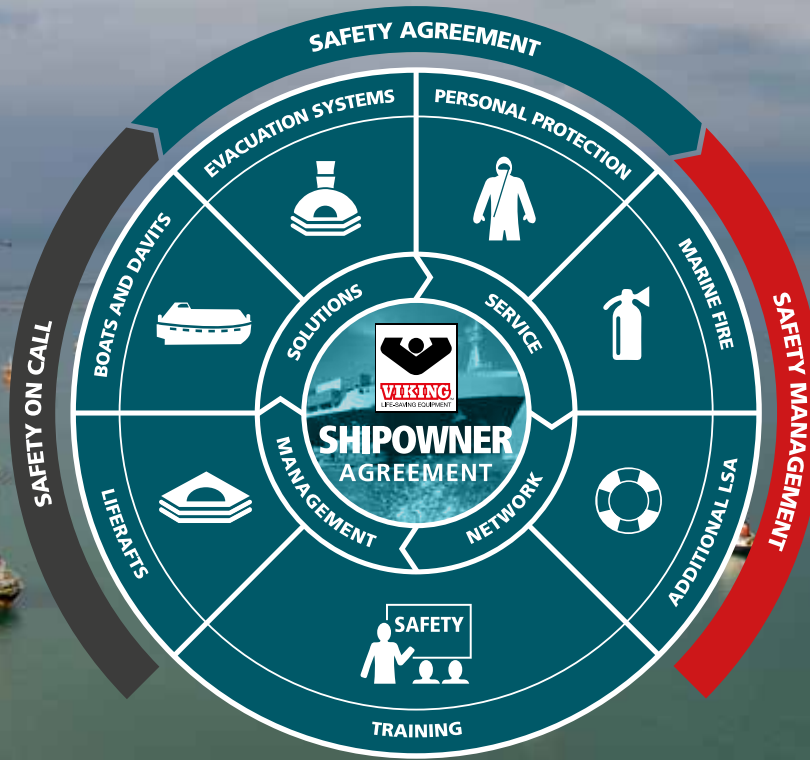 SAFETY AGREEMENT
EVACUATION SYSTEMS
PERSONAL PROTECTION
BOATS AND DAVITS
MARINE FIRE
SAFETY ON CALL
SAFETY MANAGEMENT
SOLUTIONS
SERVICE
VIKING
LIFE-SAVING EQUIPMENT
SHIPOWNER
AGREEMENT
MANAGEMENT
NETWORK
LIFERAFTS
ADDITIONAL LSA
SAFETY
TRAINING